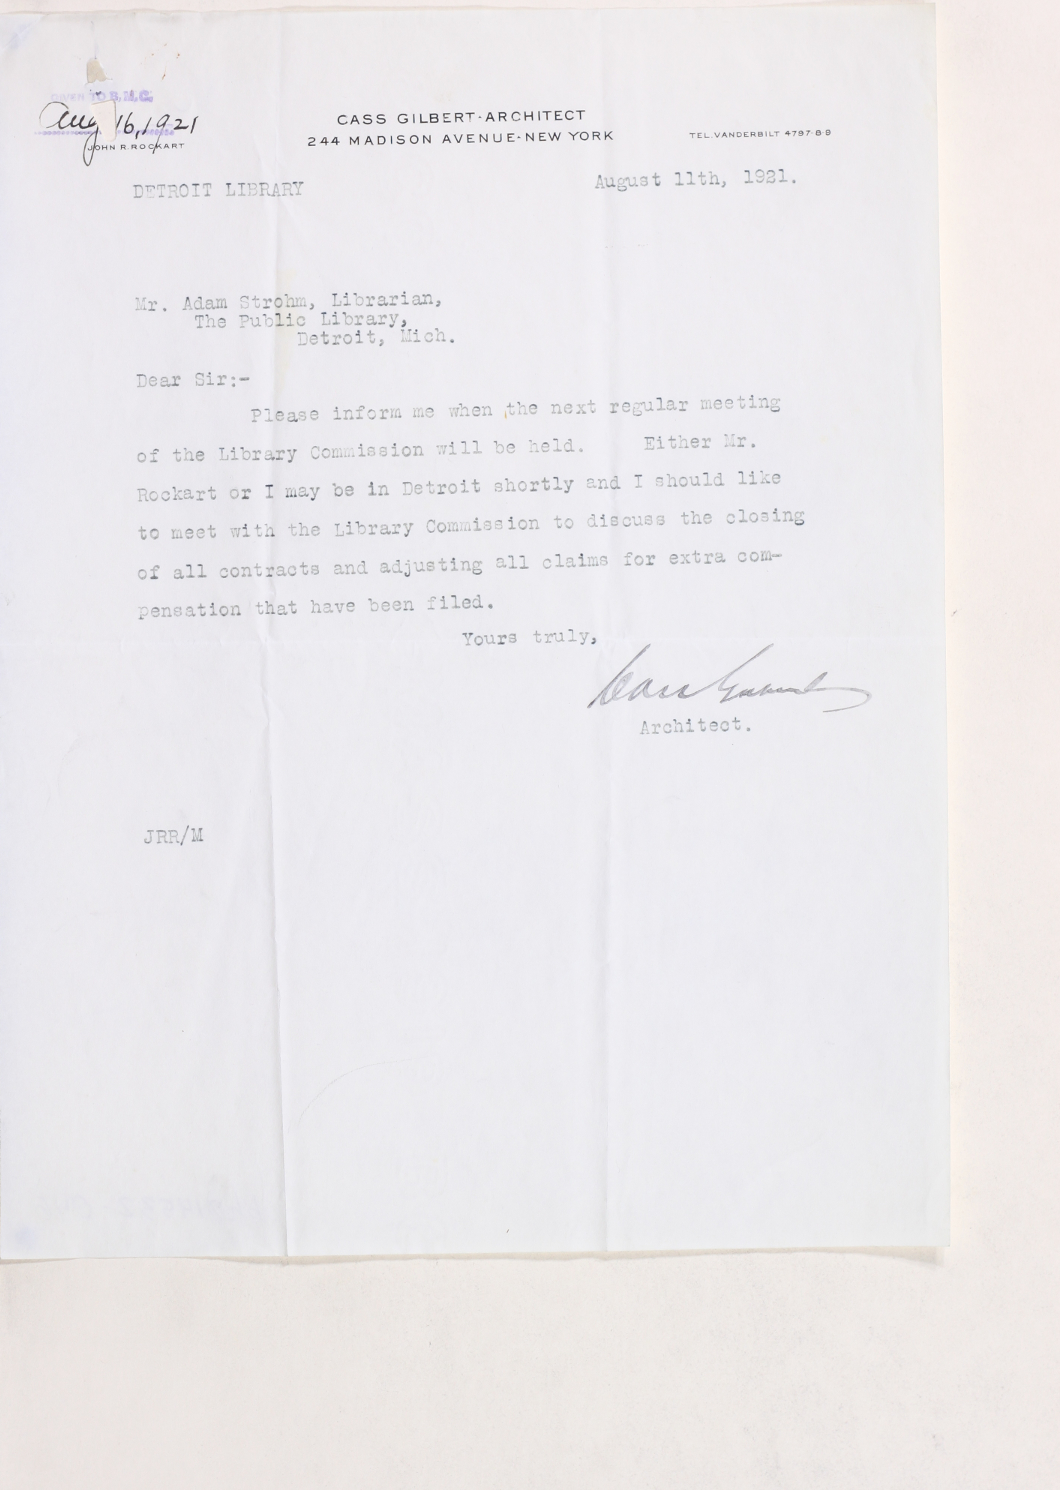 TO B.M.C.
Aug 16, 1921
JOHN R. ROCKART
CASS GILBERT-ARCHITECT
244 MADISON AVENUE-NEW YORK
TEL. VANDERBILT 4797-8-9
DETROIT LIBRARY
August 11th, 1921.
Mr. Adam Strohm, Librarian,
The Public Library,
Detroit, Mich.
Dear Sir:-
Please inform me when the next regular meeting
of the Library Commission will be held. Either Mr.
Rockart or I may be in Detroit shortly and I should like
to meet with the Library Commission to discuss the closing
of all contracts and adjusting all claims for extra com-
pensation that have been filed.
Yours truly,
Cass Gilbert
Architect.
JRR/M